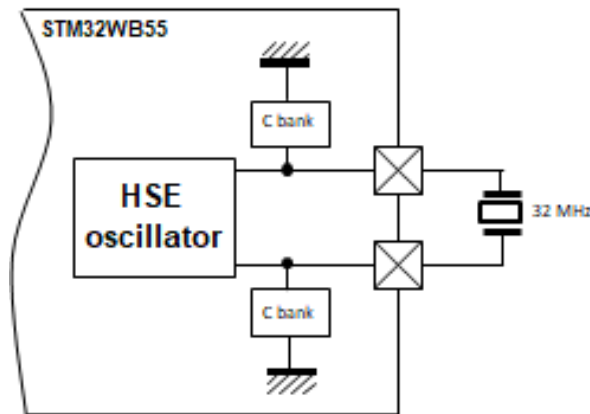 STM32WB55
C bank
HSE
oscillator
32 MHz
C bank